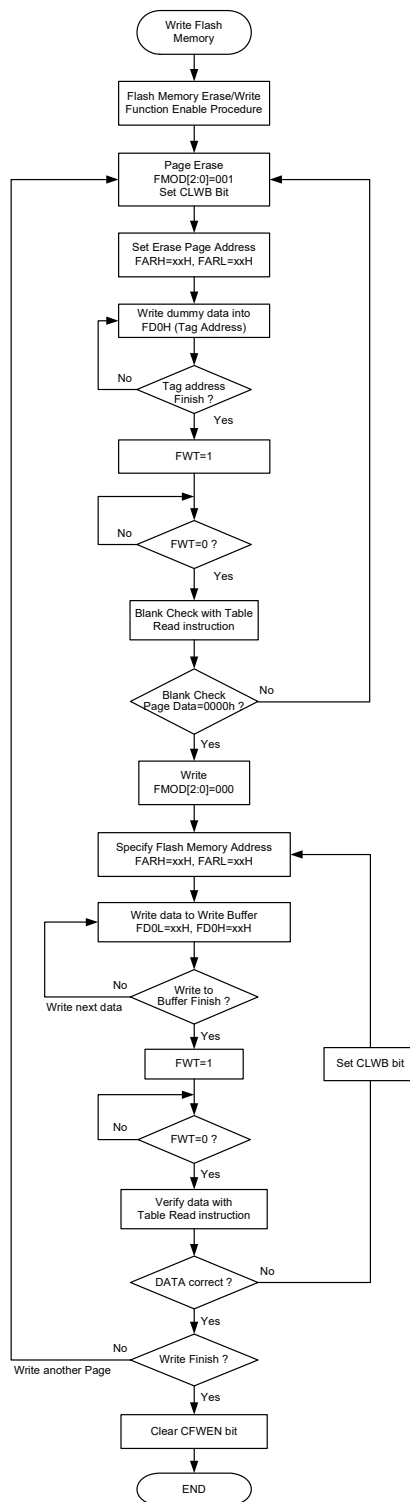 Write Flash
Memory
Flash Memory Erase/Write
Function Enable Procedure
Page Erase
FMOD[2:0]=001
Set CLWB Bit
Set Erase Page Address
FARH=xxH, FARL=xxH
Write dummy data into
FD0H (Tag Address)
No
Tag address
Finish ?
Yes
FWT=1
No
FWT=0 ?
Yes
Blank Check with Table
Read instruction
Blank Check
Page Data=0000h ?
No
Yes
Write
FMOD[2:0]=000
Specify Flash Memory Address
FARH=xxH, FARL=xxH
Write data to Write Buffer
FD0L=xxH, FD0H=xxH
No
Write next data
Write to
Buffer Finish ?
Yes
FWT=1
Set CLWB bit
No
FWT=0 ?
Yes
Verify data with
Table Read instruction
DATA correct ?
No
Yes
No
Write another Page
Write Finish ?
Yes
Clear CFWEN bit
END